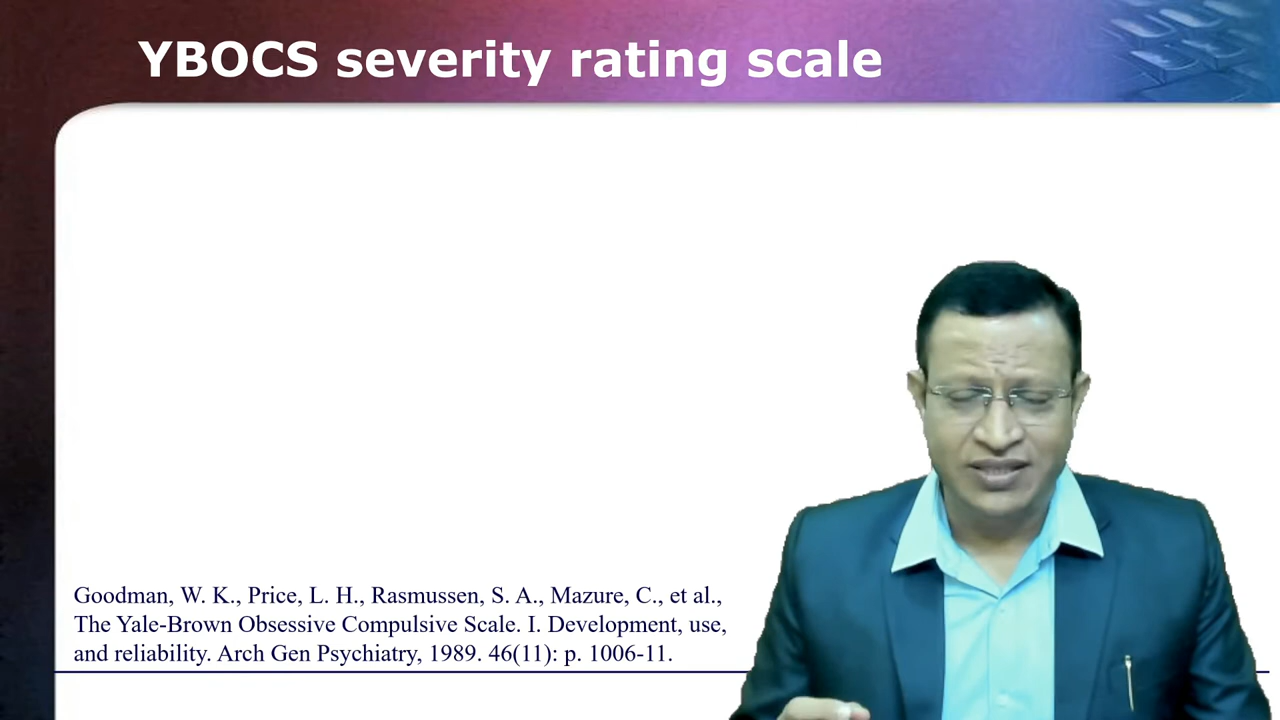 YBOCS severity rating scale
Goodman, W. K., Price, L. H., Rasmussen, S. A., Mazure, C., et al.,
The Yale-Brown Obsessive Compulsive Scale. I. Development, use,
and reliability. Arch Gen Psychiatry, 1989. 46(11): p. 1006-11.